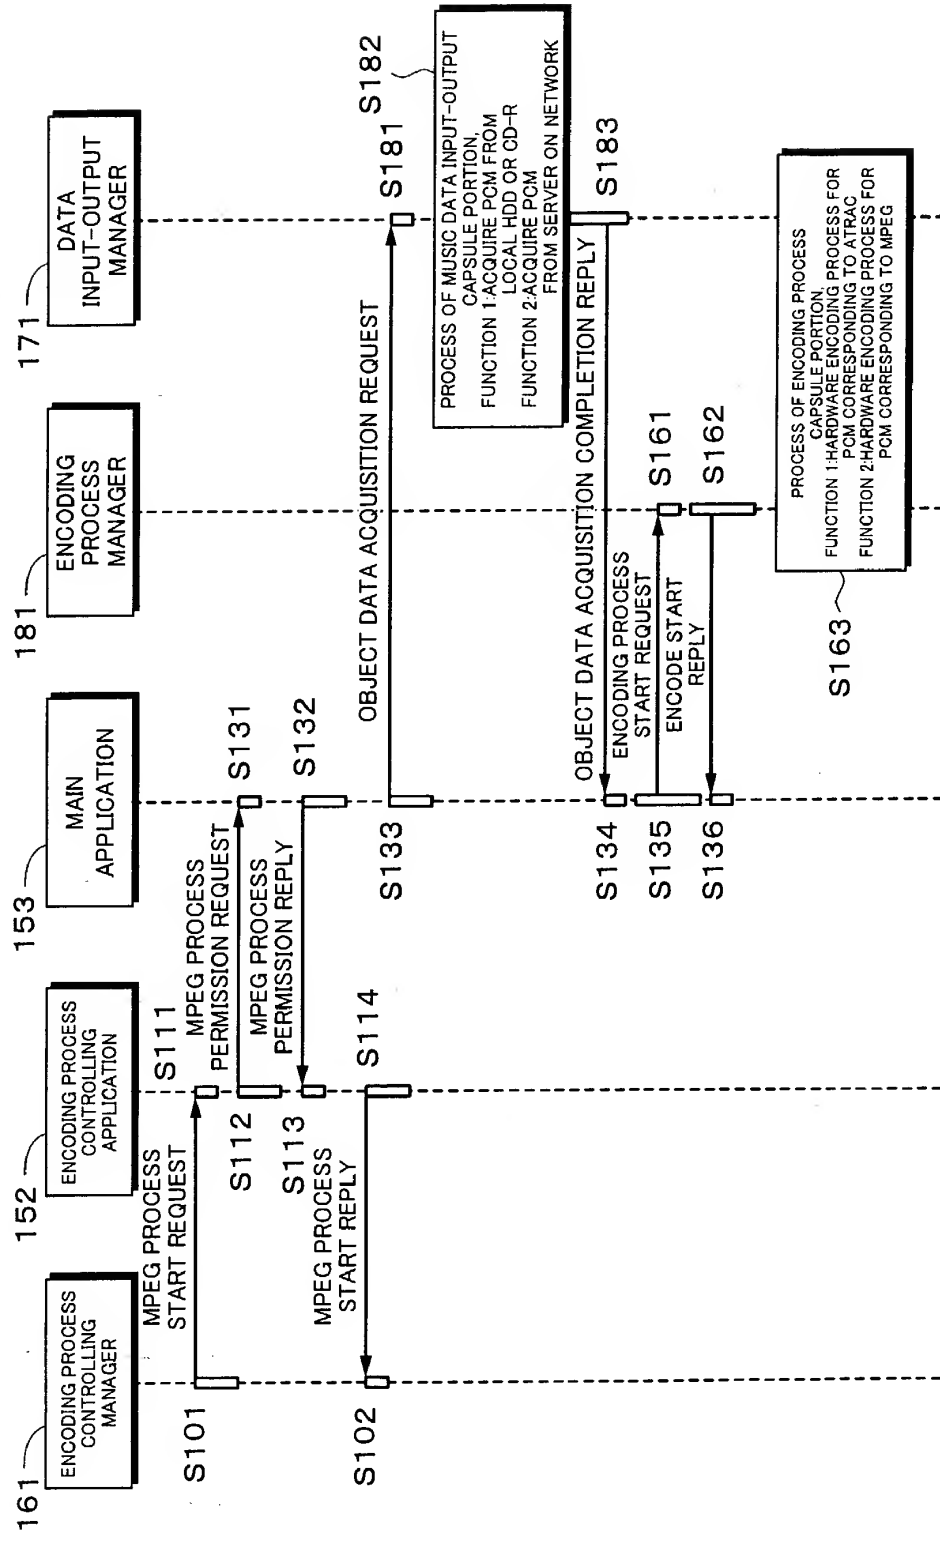 161
ENCODING PROCESS
CONTROLLING
MANAGER
152
ENCODING PROCESS
CONTROLLING
APPLICATION
153
MAIN
APPLICATION
181
ENCODING
PROCESS
MANAGER
171
DATA
INPUT-OUTPUT
MANAGER
S101
MPEG PROCESS
START REQUEST
S111
S112
MPEG PROCESS
PERMISSION REQUEST
S131
S113
MPEG PROCESS
PERMISSION REPLY
S132
S102
MPEG PROCESS
START REPLY
S114
S133
OBJECT DATA ACQUISITION REQUEST
S181
S182
PROCESS OF MUSIC DATA INPUT-OUTPUT
CAPSULE PORTION,
FUNCTION 1:ACQUIRE PCM FROM
LOCAL HDD OR CD-R
FUNCTION 2:ACQUIRE PCM
FROM SERVER ON NETWORK
S134
OBJECT DATA ACQUISITION COMPLETION REPLY
S183
S135
ENCODING PROCESS
START REQUEST
S161
S136
ENCODE START
REPLY
S162
S163
PROCESS OF ENCODING PROCESS
CAPSULE PORTION,
FUNCTION 1:HARDWARE ENCODING PROCESS FOR
PCM CORRESPONDING TO ATRAC
FUNCTION 2:HARDWARE ENCODING PROCESS FOR
PCM CORRESPONDING TO MPEG